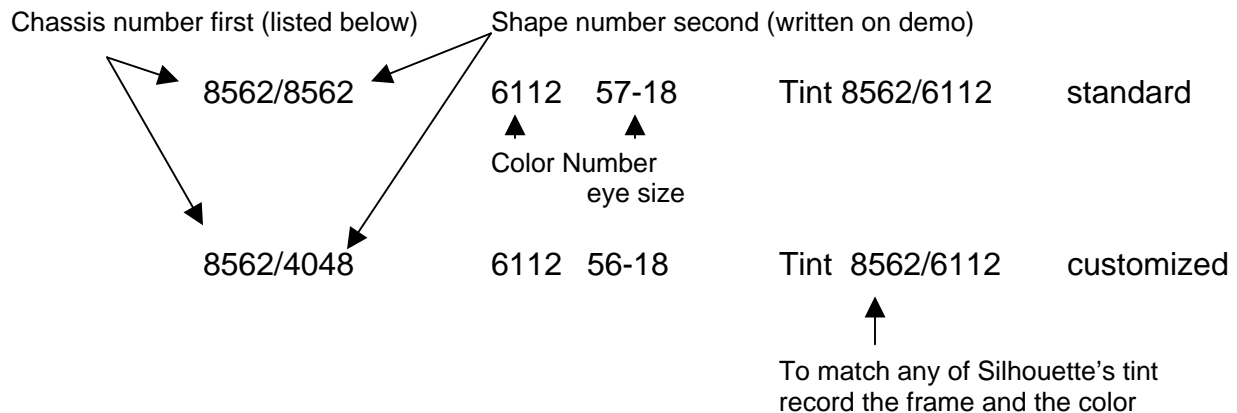 Chassis number first (listed below) Shape number second (written on demo)
8562/8562 6112 57-18 Tint 8562/6112 standard
Color Number
eye size
8562/4048 6112 56-18 Tint 8562/6112 customized
To match any of Silhouette's tint
record the frame and the color